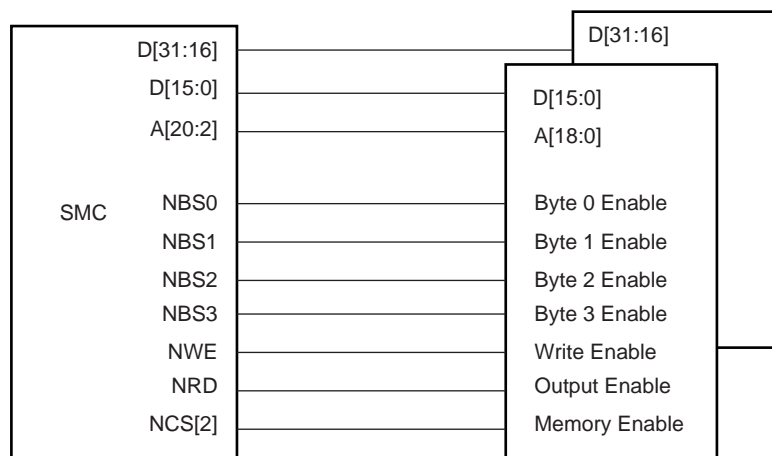 D[31:16] D[31:16]
D[15:0] D[15:0]
A[20:2] A[18:0]
SMC
NBS0 Byte 0 Enable
NBS1 Byte 1 Enable
NBS2 Byte 2 Enable
NBS3 Byte 3 Enable
NWE Write Enable
NRD Output Enable
NCS[2] Memory Enable